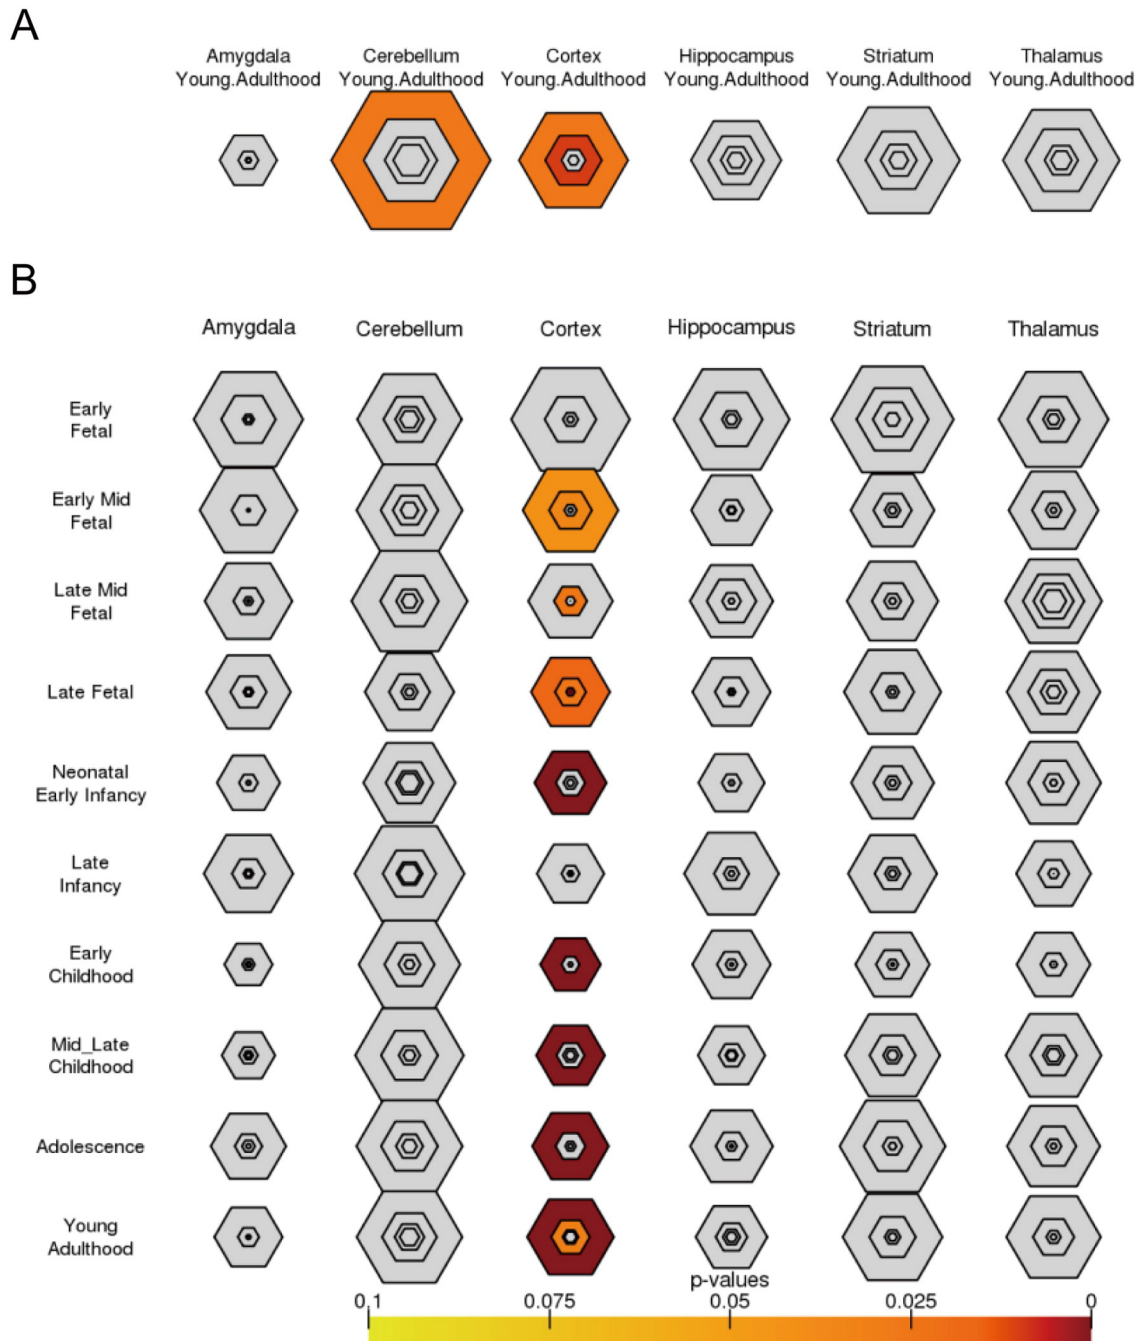 A
Amygdala Cerebellum Cortex Hippocampus Striatum Thalamus
Young.Adulthood Young.Adulthood Young.Adulthood Young.Adulthood Young.Adulthood Young.Adulthood
B
Amygdala Cerebellum Cortex Hippocampus Striatum Thalamus
Early
Fetal
Early Mid
Fetal
Late Mid
Fetal
Late Fetal
Neonatal
Early Infancy
Late
Infancy
Early
Childhood
Mid_Late
Childhood
Adolescence
Young
Adulthood
p-values
0.1 0.075 0.05 0.025 0